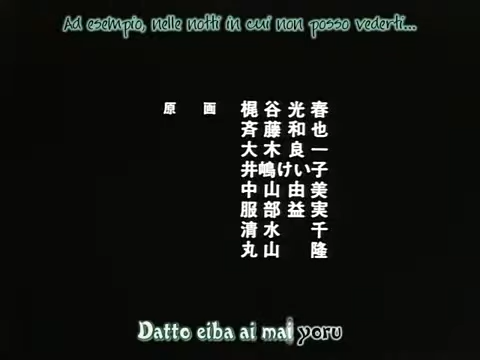 Ad esempio, nelle notti in cui non posso vederti...
原 画 梶谷光春
斉藤和也
大木良一
井嶋けい子
中山由美
服部益実
清水 千
丸山 隆
Datto eiba ai mai yoru